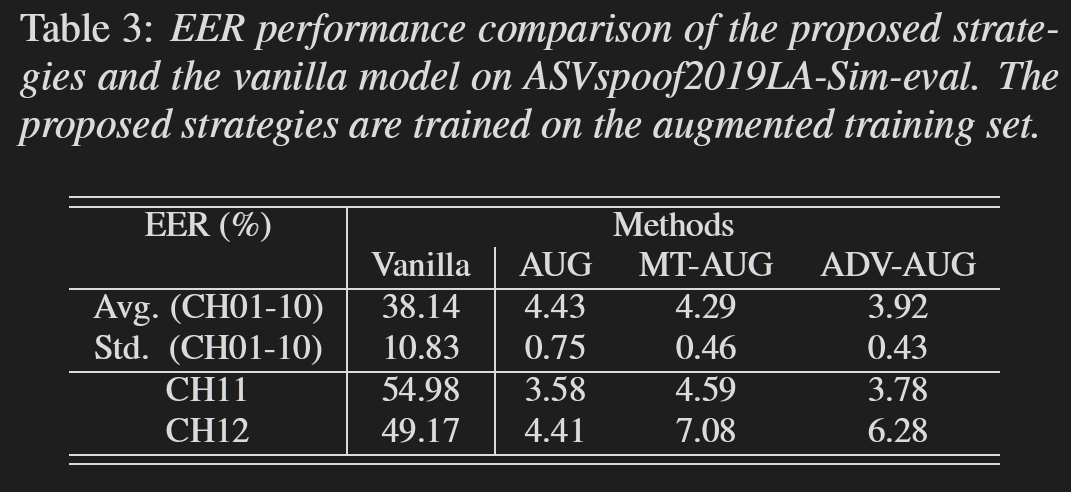 Table 3: EER performance comparison of the proposed strate-
gies and the vanilla model on ASVspoof2019LA-Sim-eval. The
proposed strategies are trained on the augmented training set.
EER (%) Methods
Vanilla AUG MT-AUG ADV-AUG
Avg. (CH01-10) 38.14 4.43 4.29 3.92
Std. (CH01-10) 10.83 0.75 0.46 0.43
CH11 54.98 3.58 4.59 3.78
CH12 49.17 4.41 7.08 6.28